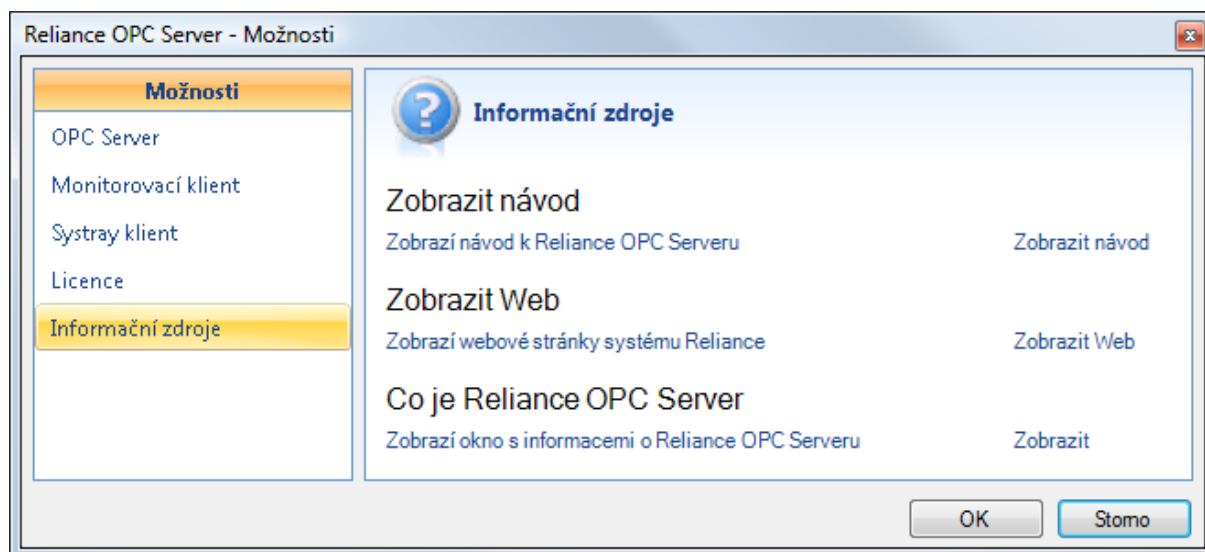 Reliance OPC Server - Možnosti
Možnosti
OPC Server
Monitorovací klient
Systray klient
Licence
Informační zdroje
Informační zdroje
Zobrazit návod
Zobrazí návod k Reliance OPC Serveru
Zobrazit návod
Zobrazit Web
Zobrazí webové stránky systému Reliance
Zobrazit Web
Co je Reliance OPC Server
Zobrazí okno s informacemi o Reliance OPC Serveru
Zobrazit
OK
Storno